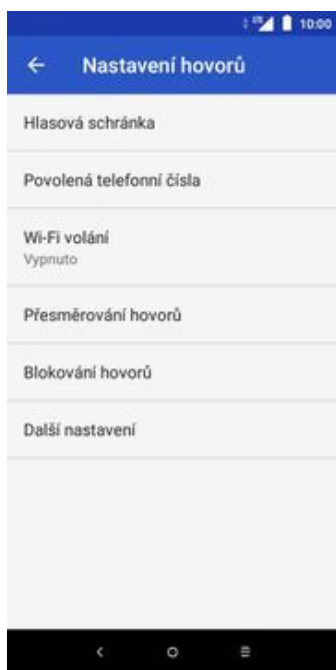 10:00
Nastavení hovorů
Hlasová schránka
Povolená telefonní čísla
Wi-Fi volání
Vypnuto
Přesměrování hovorů
Blokování hovorů
Další nastavení